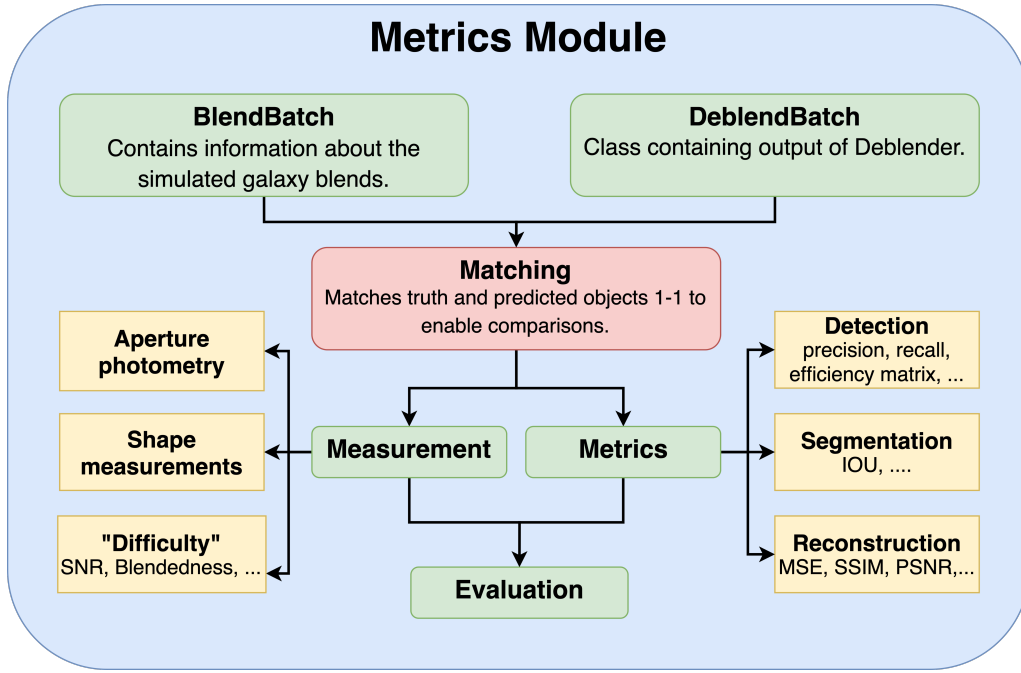 Metrics Module
BlendBatch
Contains information about the
simulated galaxy blends.
DeblendBatch
Class containing output of Deblender.
Matching
Matches truth and predicted objects 1-1 to
enable comparisons.
Aperture
photometry
Shape
measurements
"Difficulty"
SNR, Blendedness, ...
Measurement
Metrics
Detection
precision, recall,
efficiency matrix, ...
Segmentation
IOU, ....
Reconstruction
MSE, SSIM, PSNR,...
Evaluation